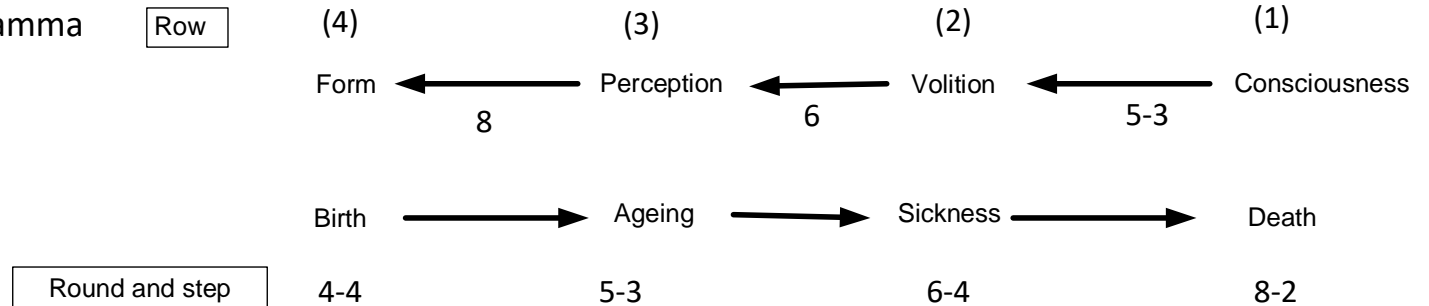 Row (4) (3) (2) (1)
Form Perception Volition Consciousness
8 6 5-3
Birth Ageing Sickness Death
Round and step 4-4 5-3 6-4 8-2